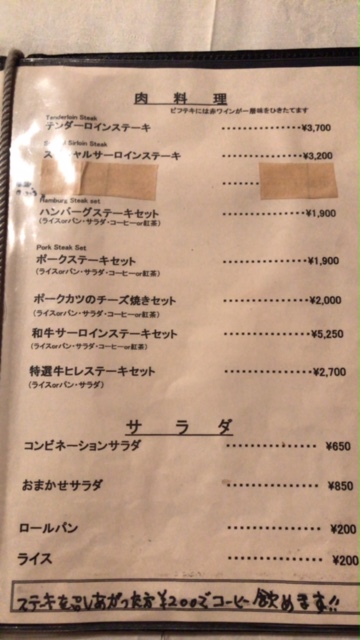 肉 料 理
ビフテキには赤ワインが一層味をひきたてます
Tenderloin Steak
テンダーロインステーキ ¥3,700
Sirloin Steak
スペシャルサーロインステーキ ¥3,200
Hamburg Steak set
ハンバーグステーキセット ¥1,900
(ライスorパン・サラダ・コーヒーor紅茶)
Pork Steak Set
ポークステーキセット ¥1,900
(ライスorパン・サラダ・コーヒーor紅茶)
ポークカツのチーズ焼きセット ¥2,000
(ライスorパン・サラダ・コーヒーor紅茶)
和牛サーロインステーキセット ¥5,250
(ライスorパン・サラダ・コーヒーor紅茶)
特選牛ヒレステーキセット ¥2,700
(ライスorパン・サラダ)
サ ラ ダ
コンビネーションサラダ ¥650
おまかせサラダ ¥850
ロールパン ¥200
ライス ¥200
ステーキを召しあがった方¥200でコーヒー飲めます!!